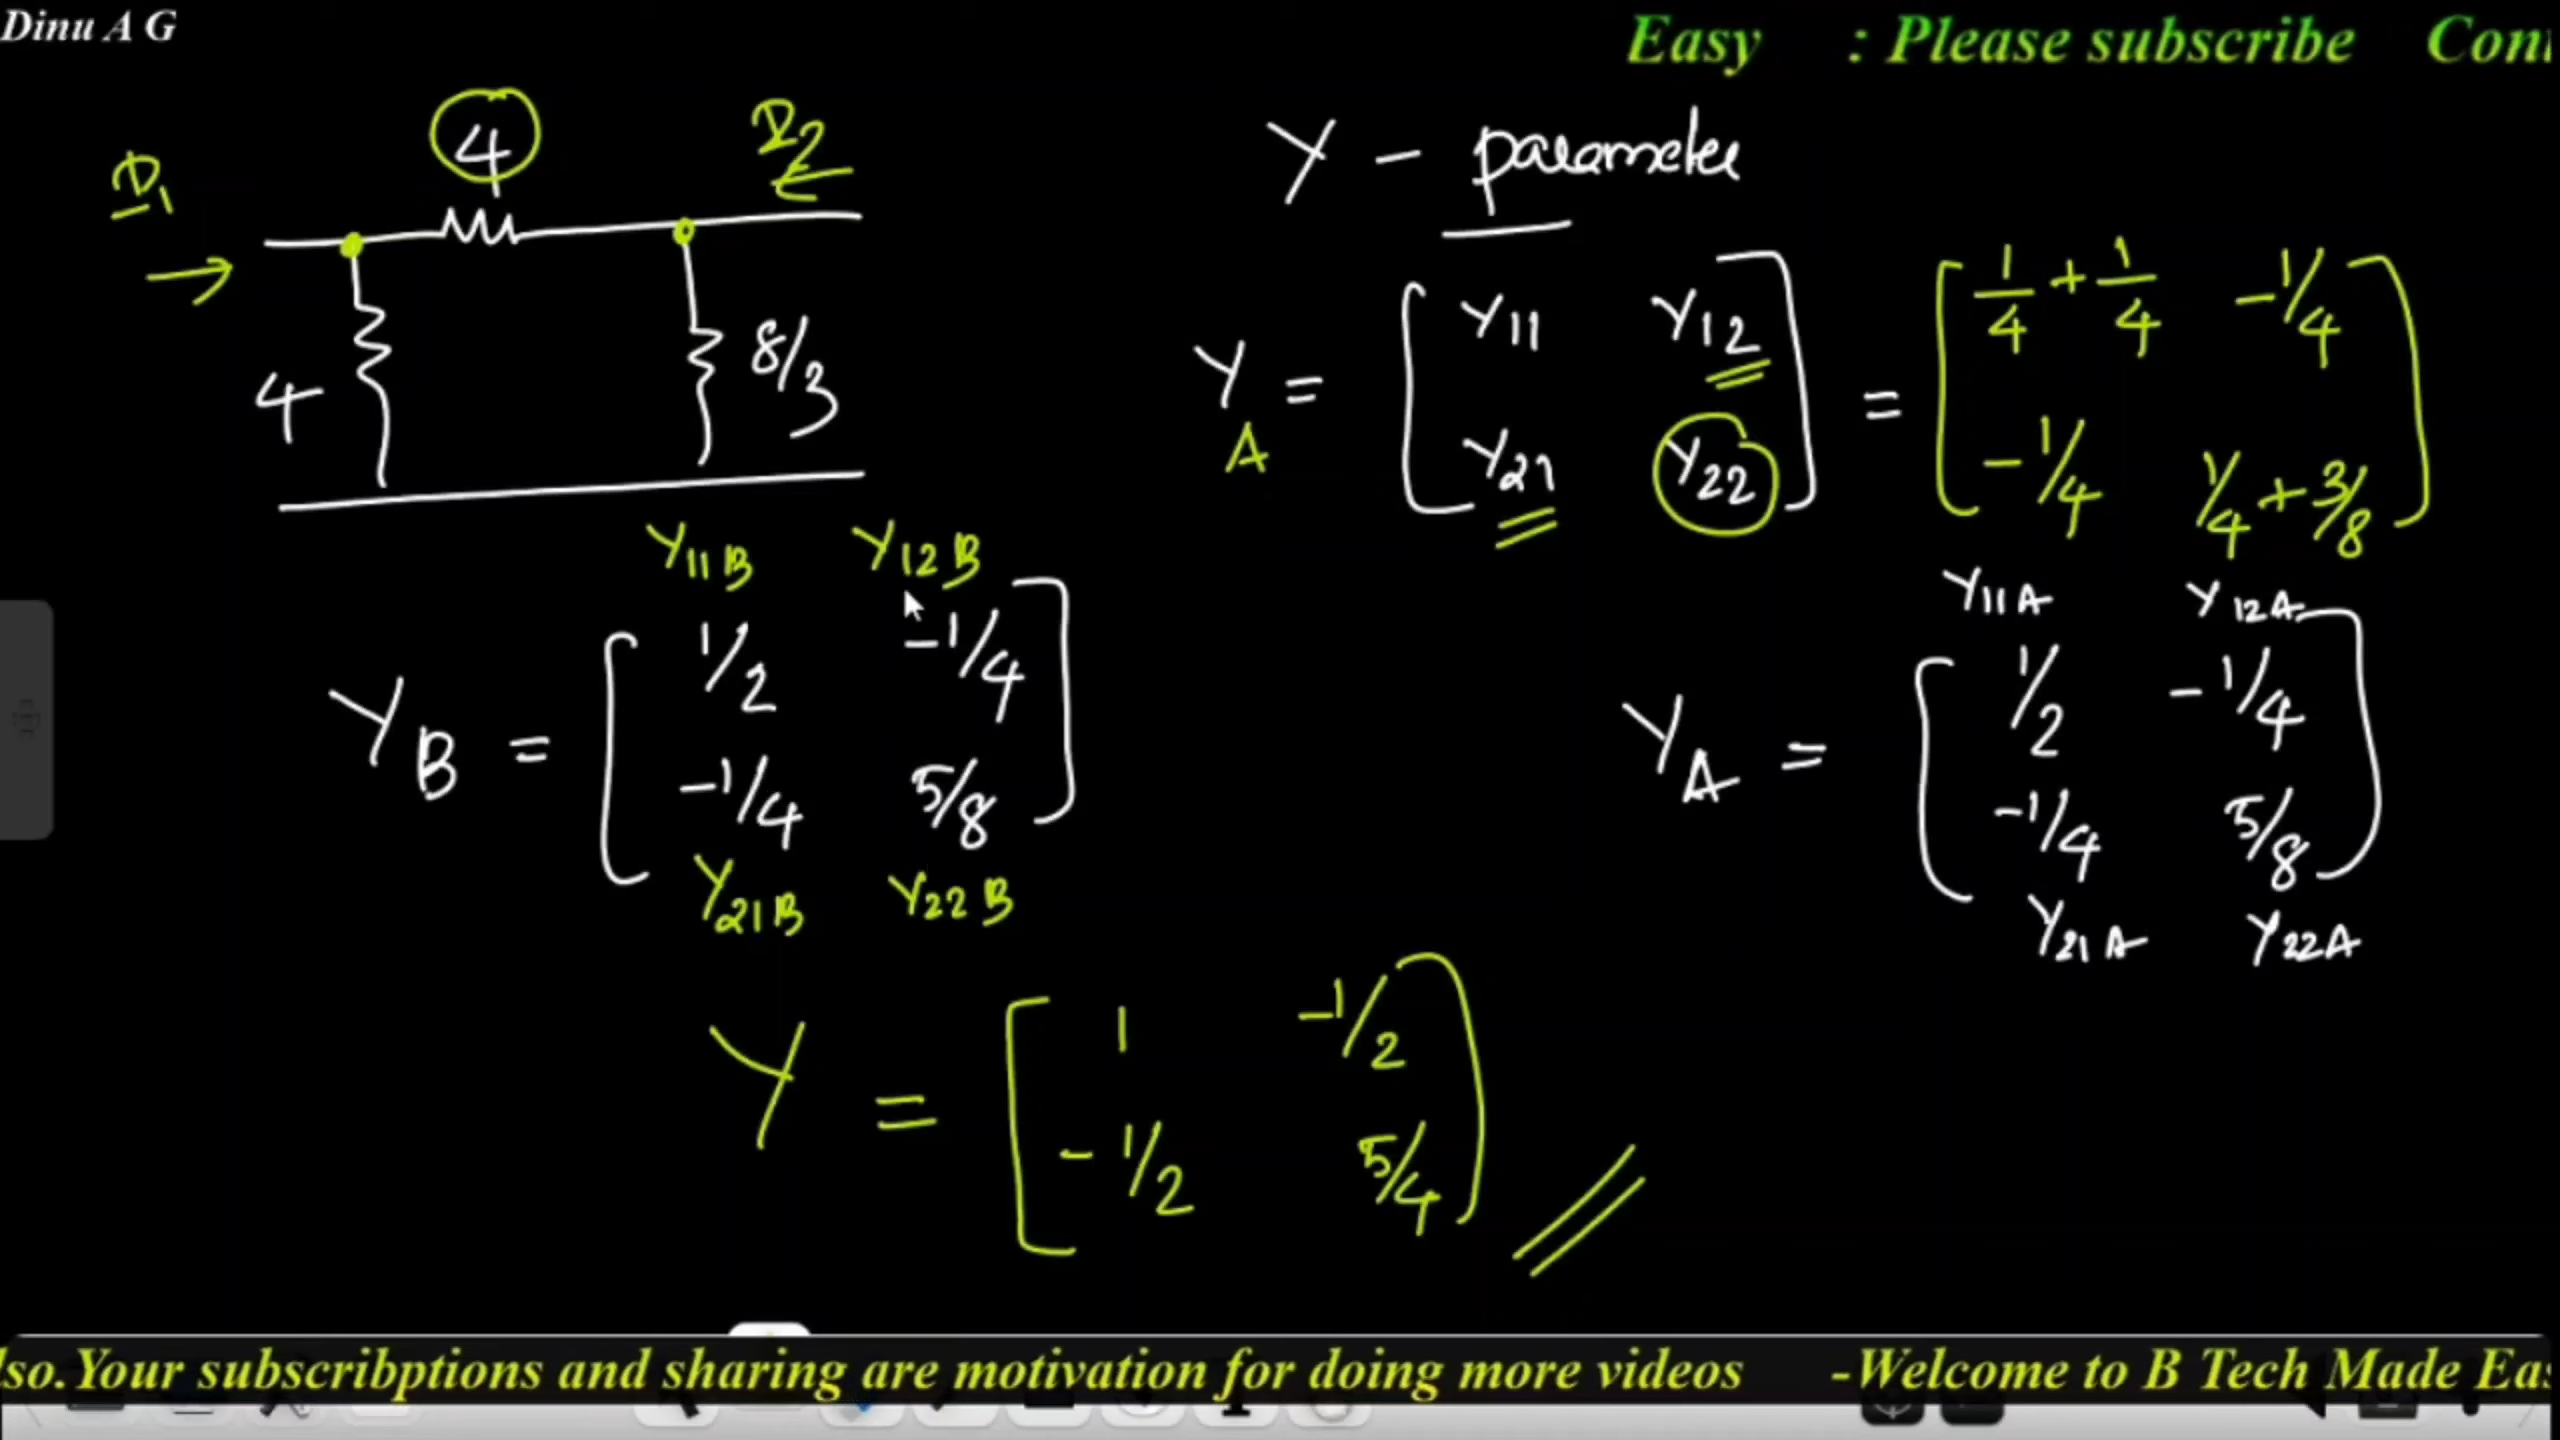 Dinu A G
Easy : Please subscribe Con
4
I1
I2
4
8/3
Y - parameter
Y A = [ Y11 Y12
Y21 Y22 ]
= [ 1/4 + 1/4 -1/4
-1/4 1/4 + 3/8 ]
Y11B Y12B
YB = [ 1/2 -1/4
-1/4 5/8 ]
Y21B Y22B
Y11A Y12A
YA = [ 1/2 -1/4
-1/4 5/8 ]
Y21A Y22A
Y = [ 1 -1/2
-1/2 5/4 ]
lso.Your subscribptions and sharing are motivation for doing more videos -Welcome to B Tech Made Eas